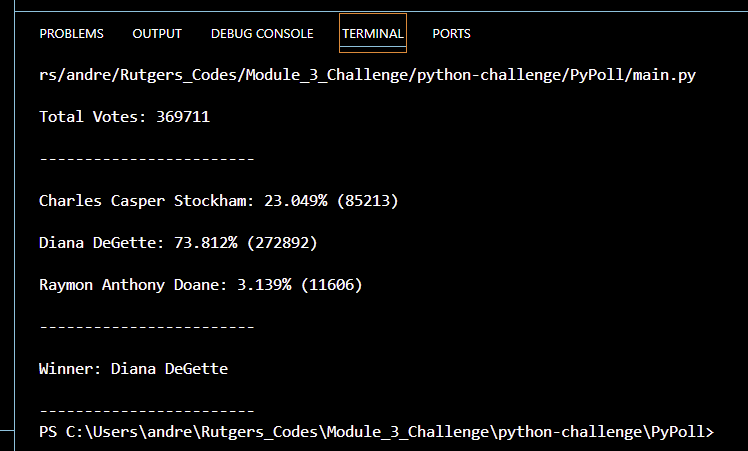 PROBLEMS OUTPUT DEBUG CONSOLE TERMINAL PORTS
rs/andre/Rutgers_Codes/Module_3_Challenge/python-challenge/PyPoll/main.py
Total Votes: 369711
-------------------------
Charles Casper Stockham: 23.049% (85213)
Diana DeGette: 73.812% (272892)
Raymon Anthony Doane: 3.139% (11606)
-------------------------
Winner: Diana DeGette
-------------------------
PS C:\Users\andre\Rutgers_Codes\Module_3_Challenge\python-challenge\PyPoll>